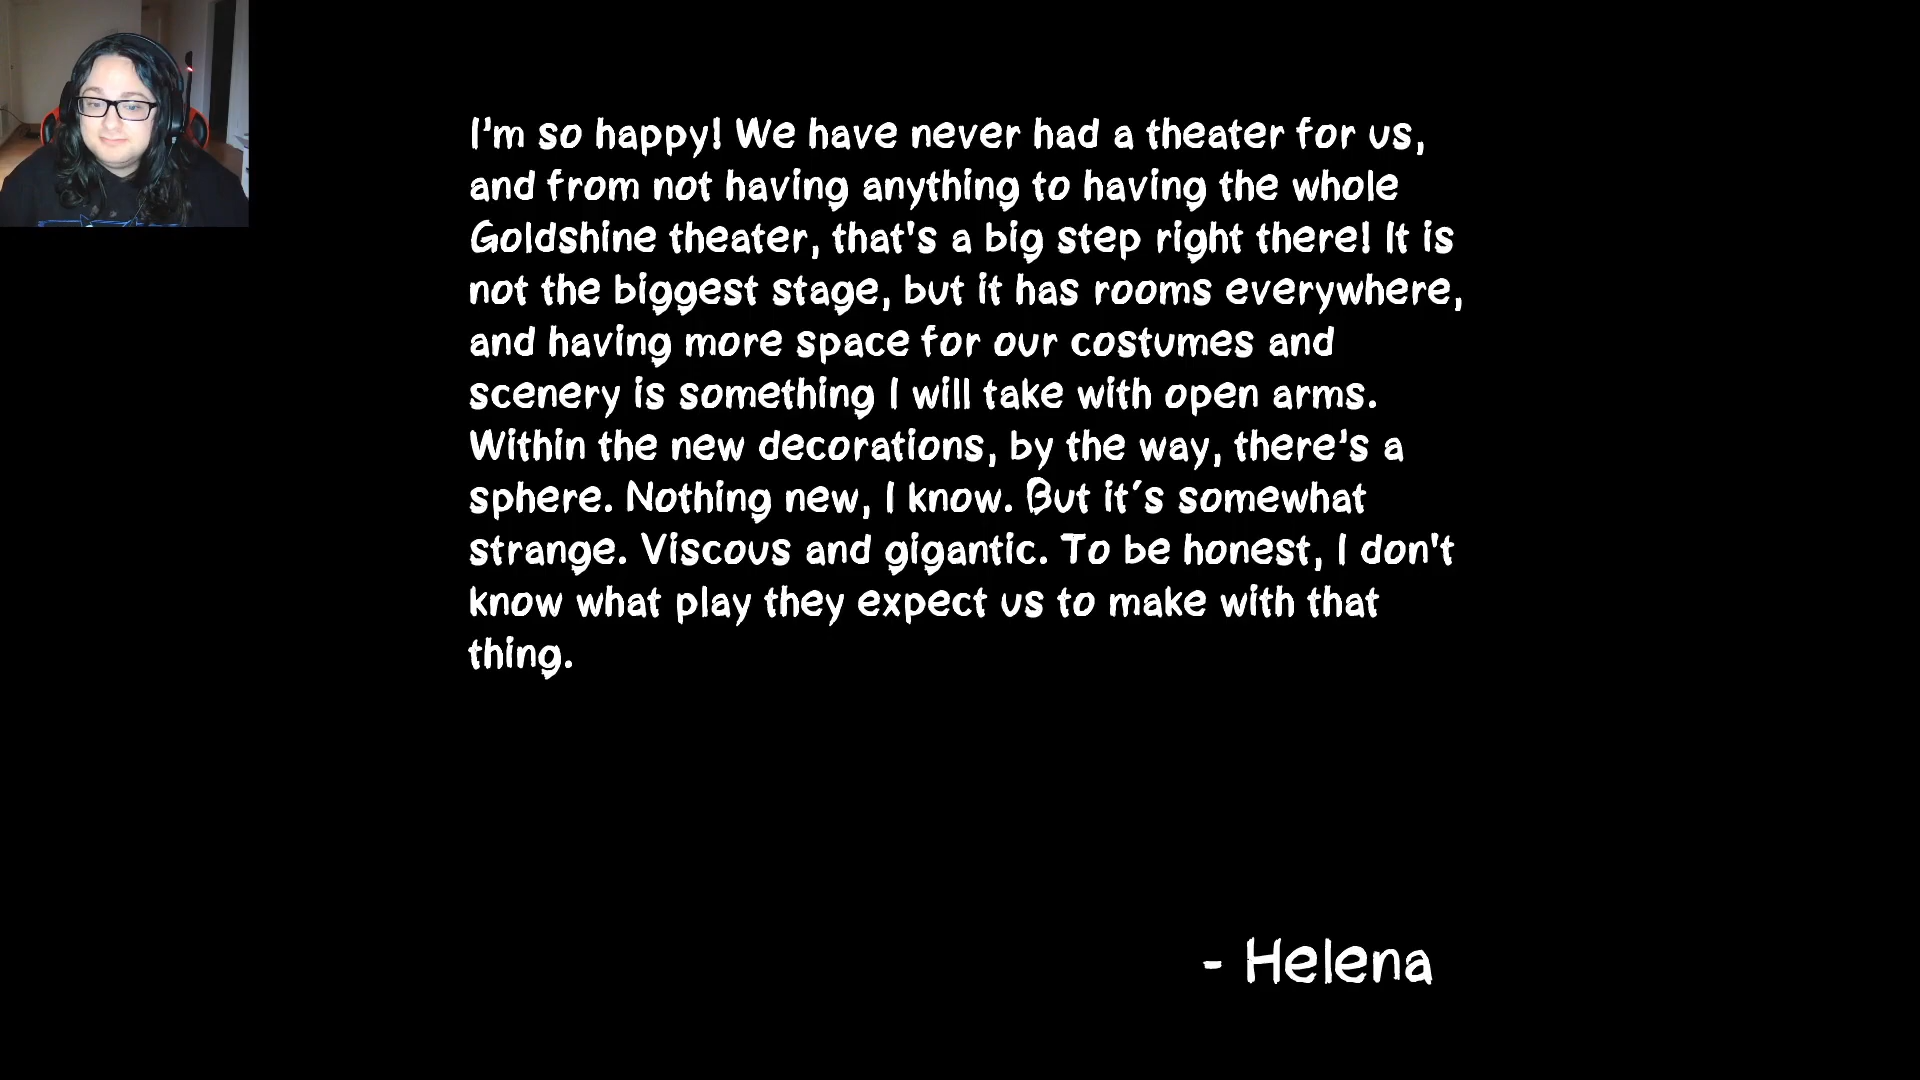 I'm so happy! We have never had a theater for us,
and from not having anything to having the whole
Goldshine theater, that's a big step right there! It is
not the biggest stage, but it has rooms everywhere,
and having more space for our costumes and
scenery is something I will take with open arms.
Within the new decorations, by the way, there's a
sphere. Nothing new, I know. But it´s somewhat
strange. Viscous and gigantic. To be honest, I don't
know what play they expect us to make with that
thing.
- Helena